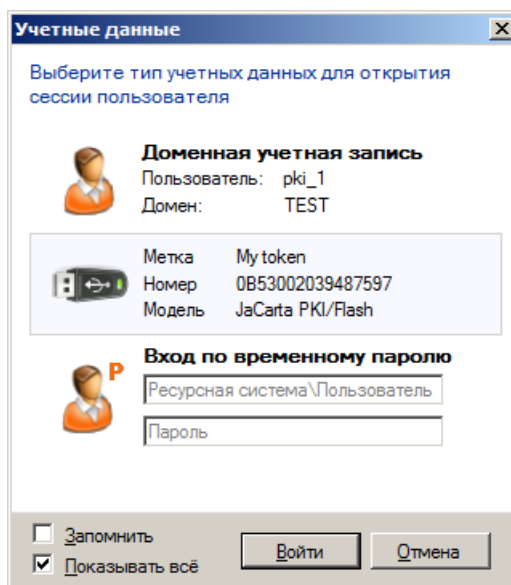 Учетные данные
Выберите тип учетных данных для открытия
сессии пользователя
Доменная учетная запись
Пользователь: pki_1
Домен: TEST
Метка My token
Номер 0B53002039487597
Модель JaCarta PKI/Flash
Вход по временному паролю
P
Ресурсная система\Пользователь
Пароль
Запомнить
Показывать всё
Войти
Отмена